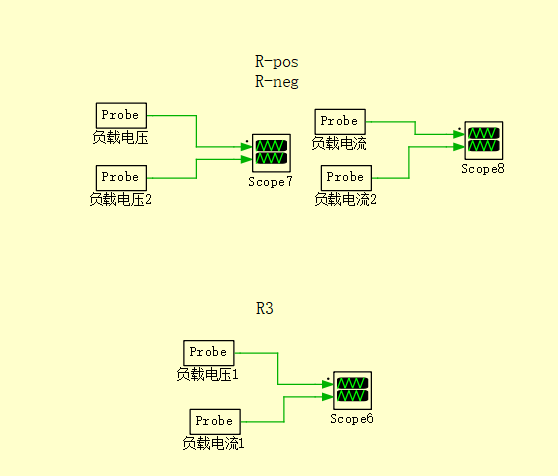 R-pos
R-neg
Probe
负载电压
Probe
负载电压2
Scope7
Probe
负载电流
Probe
负载电流2
Scope8
R3
Probe
负载电压1
Probe
负载电流1
Scope6